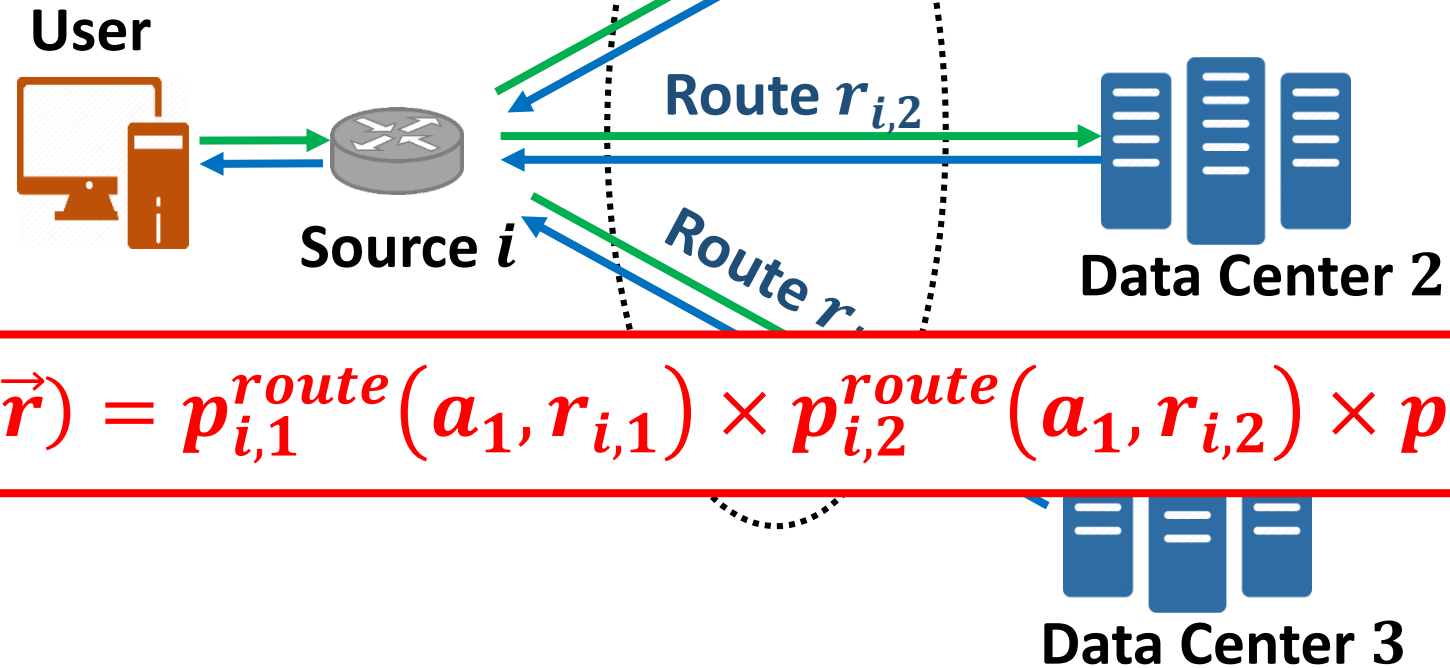 User
Route r_{i,2}
Source i
Route r
Data Center 2
\vec{r}) = p_{i,1}^{route}(a_1, r_{i,1}) × p_{i,2}^{route}(a_1, r_{i,2}) × p
Data Center 3